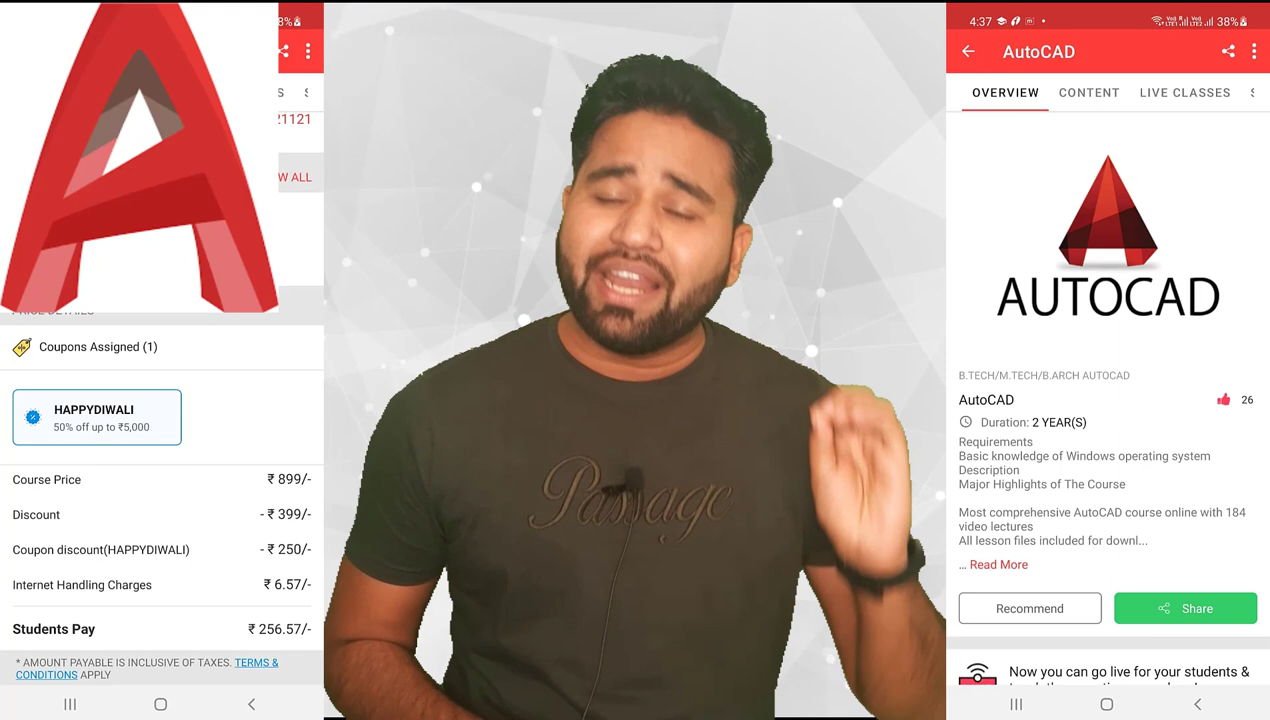 8%
S S
21121
W ALL
PRICE DETAILS
Coupons Assigned (1)
HAPPYDIWALI
50% off up to ₹5,000
Course Price ₹ 899/-
Discount - ₹ 399/-
Coupon discount(HAPPYDIWALI) - ₹ 250/-
Internet Handling Charges ₹ 6.57/-
Students Pay ₹ 256.57/-
* AMOUNT PAYABLE IS INCLUSIVE OF TAXES. TERMS &
CONDITIONS APPLY
Passage
4:37 38%
AutoCAD
OVERVIEW CONTENT LIVE CLASSES S
AUTOCAD
B.TECH/M.TECH/B.ARCH AUTOCAD
AutoCAD 26
Duration: 2 YEAR(S)
Requirements
Basic knowledge of Windows operating system
Description
Major Highlights of The Course
Most comprehensive AutoCAD course online with 184
video lectures
All lesson files included for downl...
... Read More
Recommend Share
Now you can go live for your students &